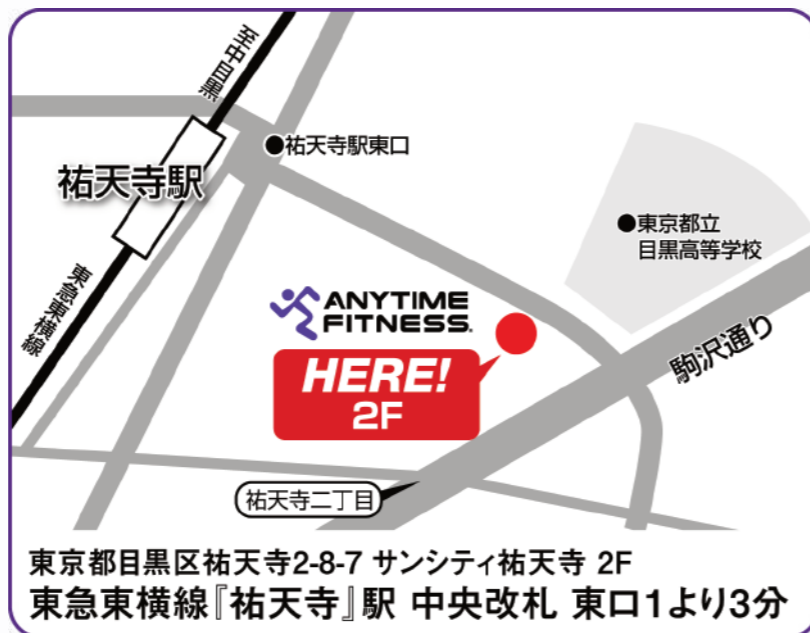 至中目黒
祐天寺駅東口
祐天寺駅
東京都立
目黒高等学校
東急東横線
ANYTIME
FITNESS.
HERE!
2F
駒沢通り
祐天寺二丁目
東京都目黒区祐天寺2-8-7 サンシティ祐天寺 2F
東急東横線『祐天寺』駅 中央改札 東口1より3分